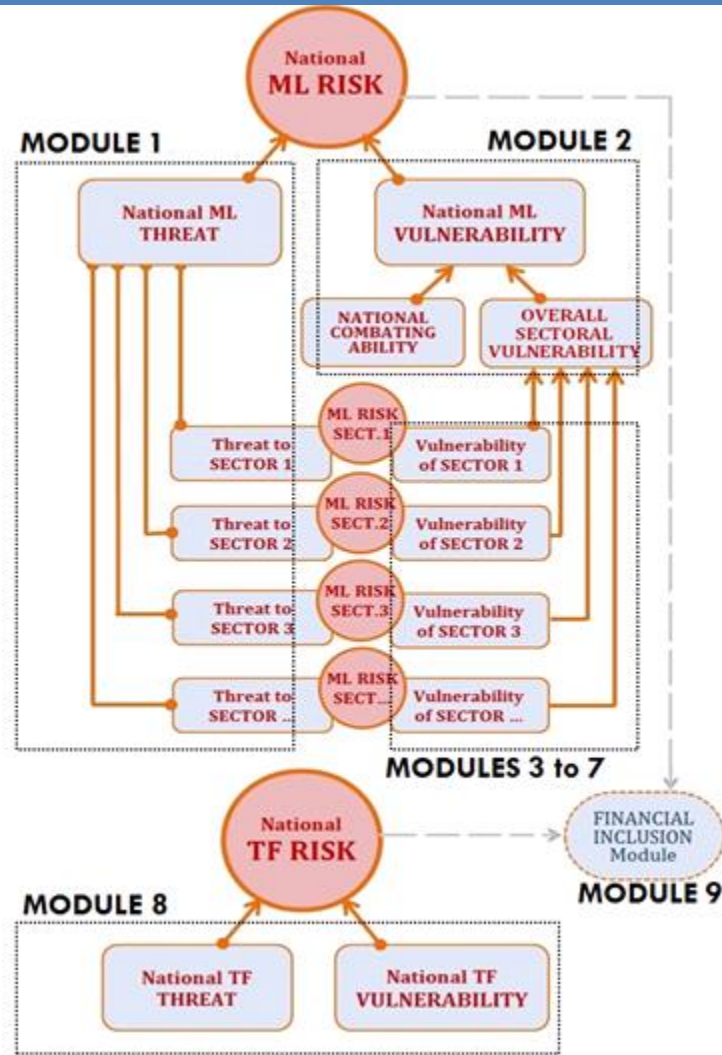 National
ML RISK
MODULE 1
MODULE 2
National ML
THREAT
National ML
VULNERABILITY
NATIONAL
COMBATING
ABILITY
OVERALL
SECTORAL
VULNERABILITY
ML RISK
SECT.1
Threat to
SECTOR 1
Vulnerability
of SECTOR 1
ML RISK
SECT.2
Threat to
SECTOR 2
Vulnerability
of SECTOR 2
ML RISK
SECT.3
Threat to
SECTOR 3
Vulnerability
of SECTOR 3
ML RISK
SECT...
Threat to
SECTOR ...
Vulnerability
of SECTOR ...
MODULES 3 to 7
National
TF RISK
FINANCIAL
INCLUSION
Module
MODULE 9
MODULE 8
National TF
THREAT
National TF
VULNERABILITY